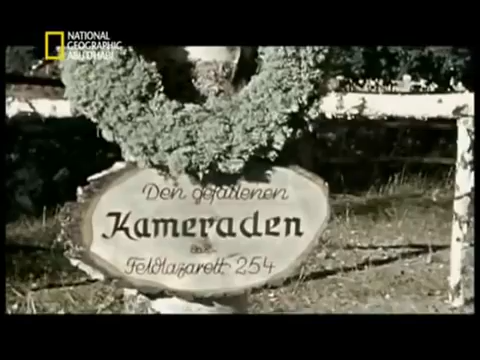 NATIONAL
GEOGRAPHIC
ABU DHABI
Den gefallenen
Kameraden
Feldlazarett 254